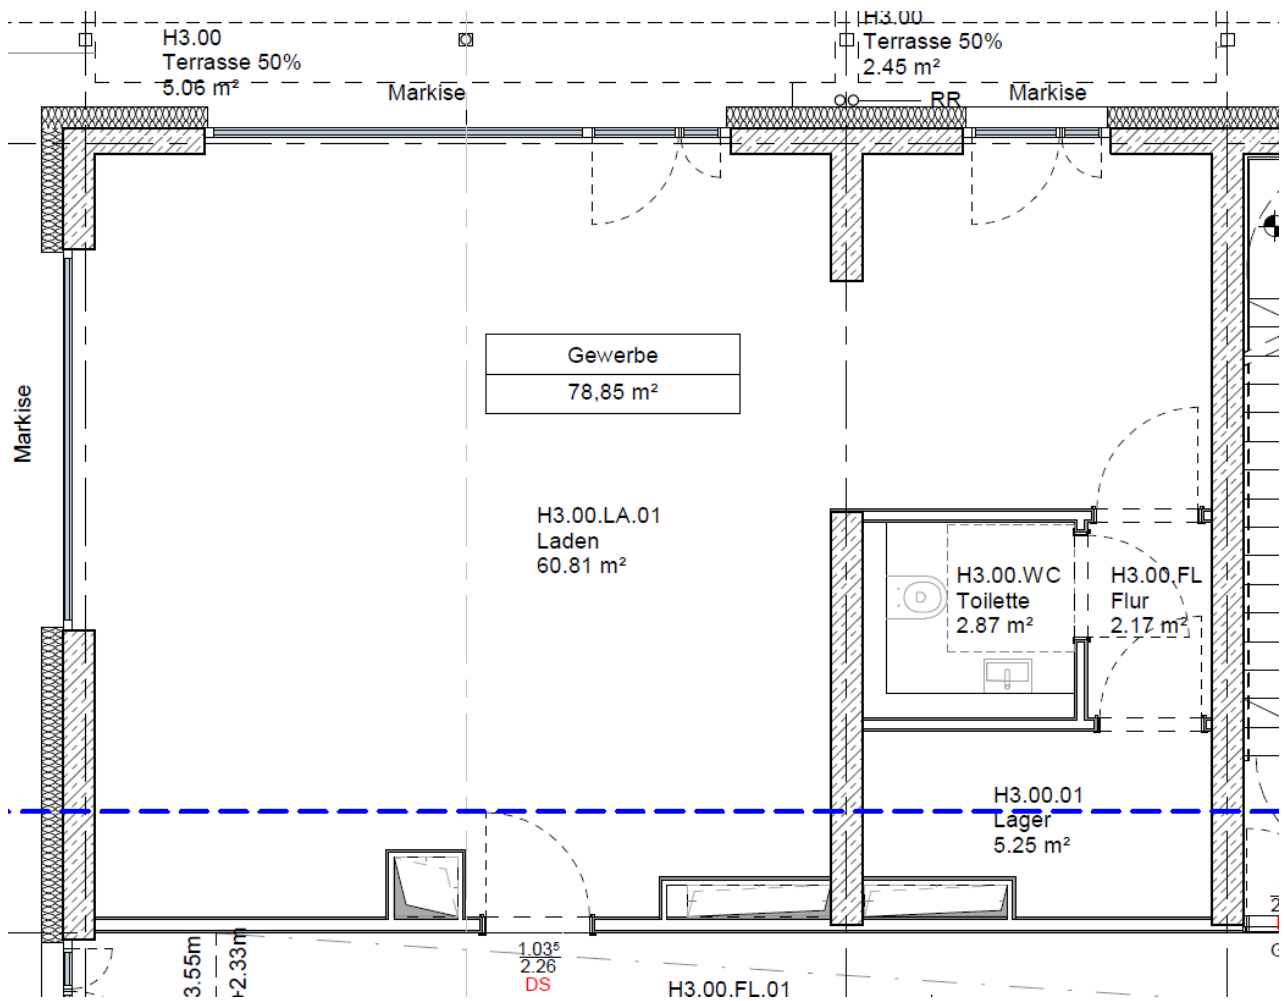 H3.00
Terrasse 50%
5.06 m²
H3.00
Terrasse 50%
2.45 m²
Markise
RR
Markise
Markise
Gewerbe
78,85 m²
H3.00.LA.01
Laden
60.81 m²
H3.00.WC
Toilette
2.87 m²
H3.00.FL
Flur
2.17 m²
H3.00.01
Lager
5.25 m²
3.55m
+2.33m
1.03⁵
2.26
DS
H3.00.FL.01
2
G